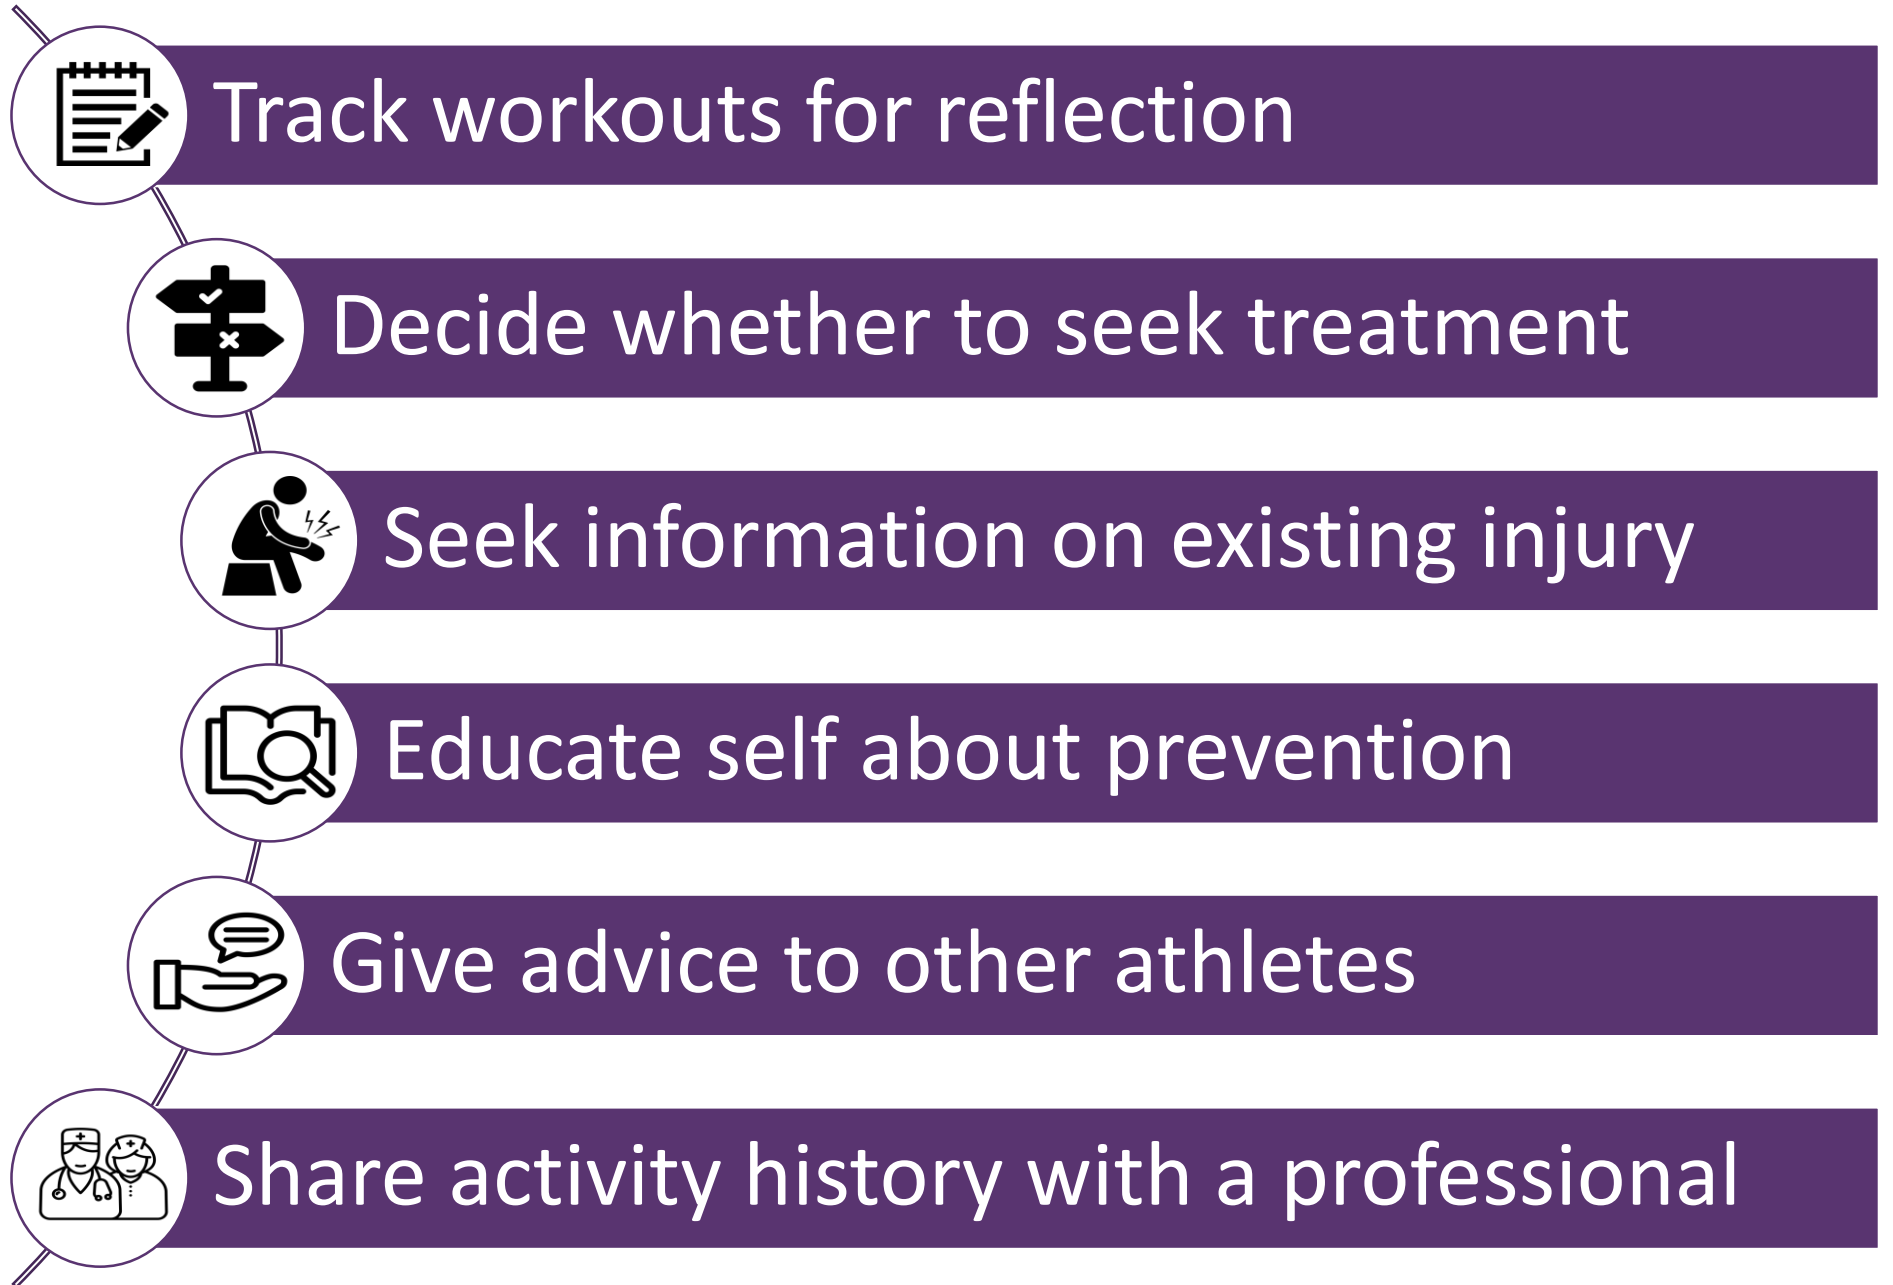 Track workouts for reflection
Decide whether to seek treatment
Seek information on existing injury
Educate self about prevention
Give advice to other athletes
Share activity history with a professional